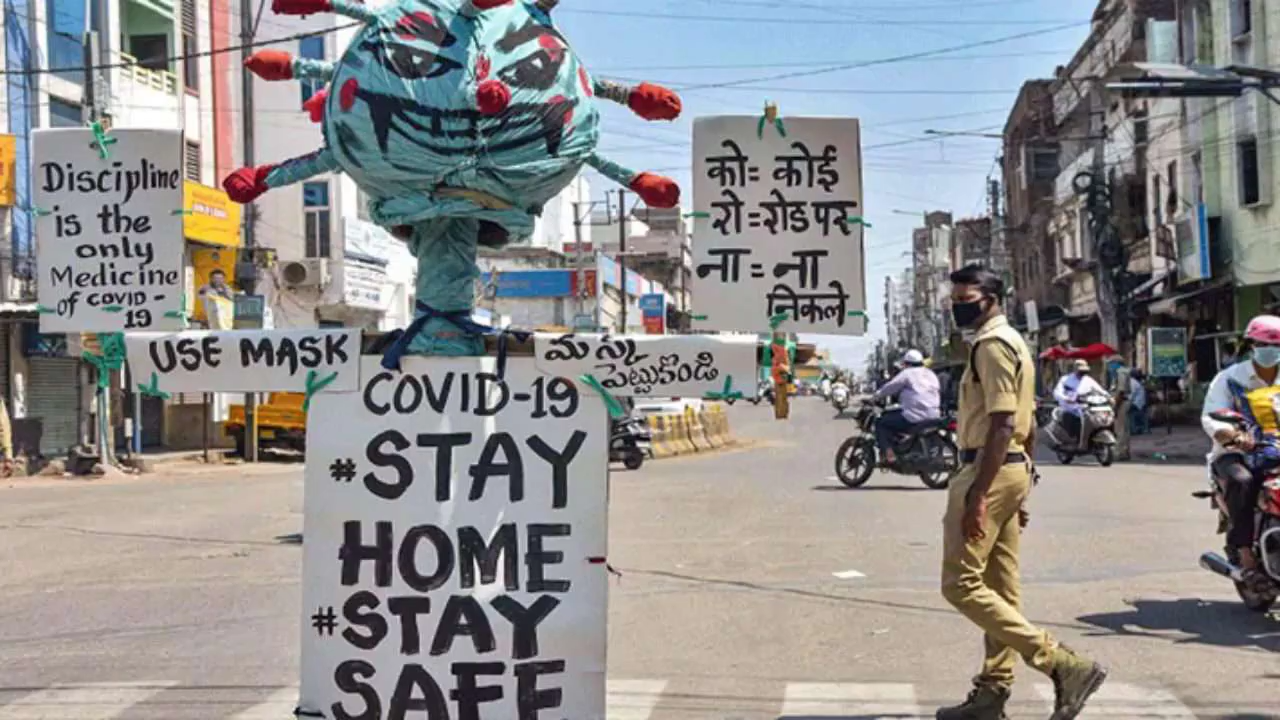 Discipline
is the
only
Medicine
of COVID-
19
USE MASK
को= कोई
रो=रोड पर
ना= ना
निकले
మాస్క
పెట్టుకోండి
COVID-19
#STAY
HOME
#STAY
SAFE